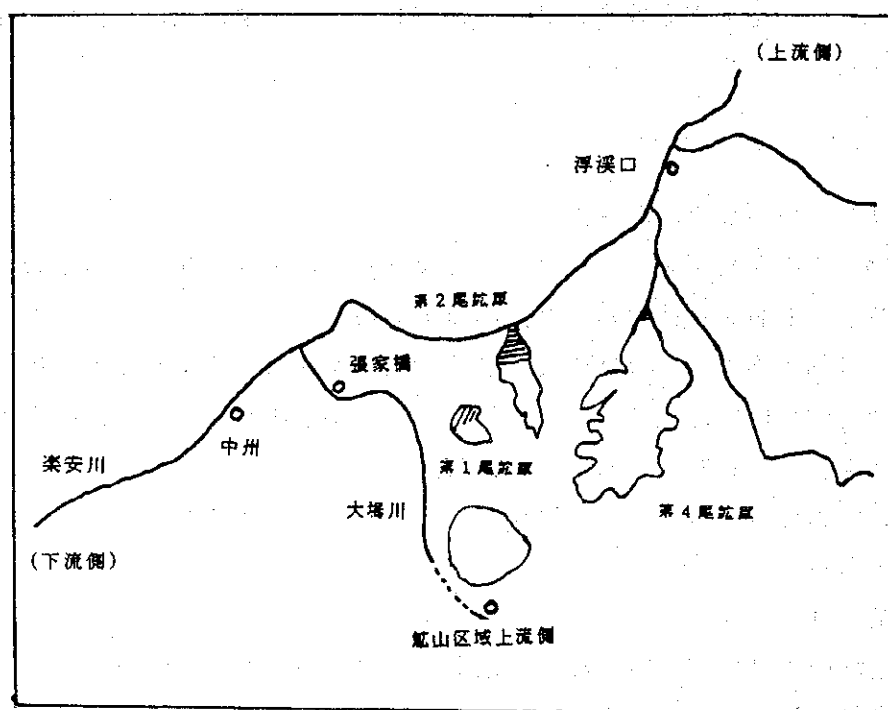 (上流側)
浮渓口
第2尾鉱庫
張家橋
中州
楽安川
第1尾鉱庫
大塢川
第4尾鉱庫
(下流側)
鉱山区域上流側